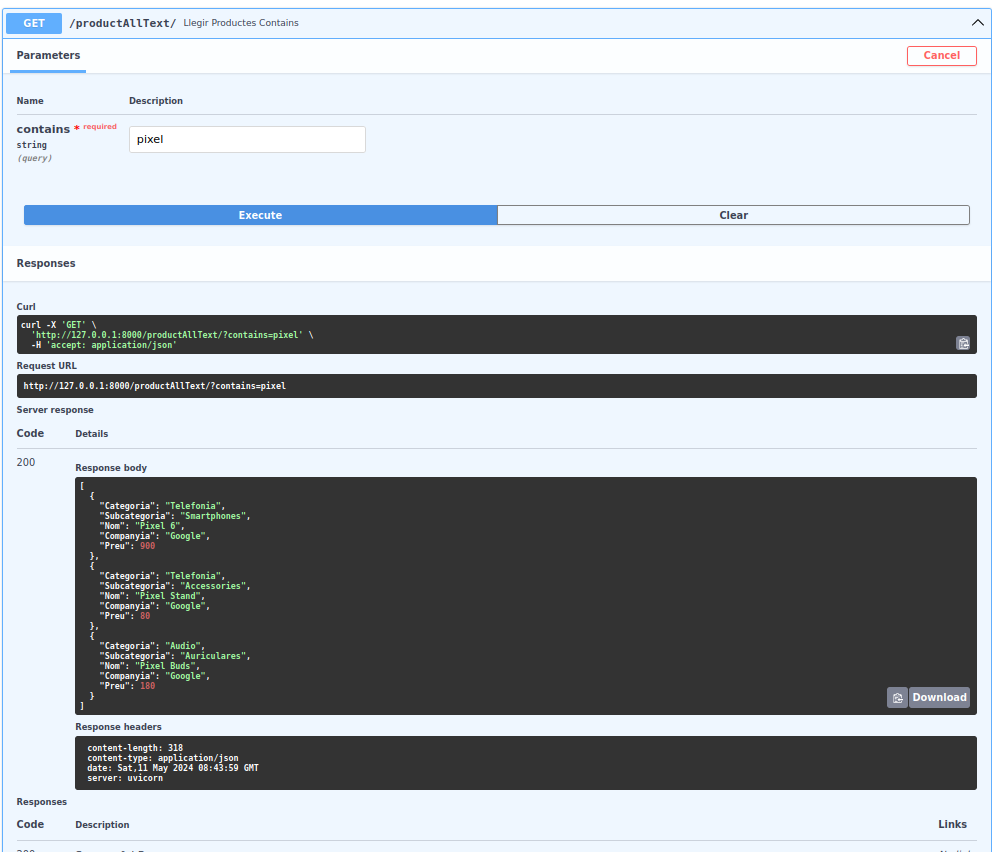 GET /productAllText/ Llegir Productes Contains
Parameters
Cancel
Name Description
contains * required
string
(query)
pixel
Execute Clear
Responses
Curl
curl -X 'GET' \
'http://127.0.0.1:8000/productAllText/?contains=pixel' \
-H 'accept: application/json'
Request URL
http://127.0.0.1:8000/productAllText/?contains=pixel
Server response
Code Details
200
Response body
[
{
"Categoria": "Telefonia",
"Subcategoria": "Smartphones",
"Nom": "Pixel 6",
"Companyia": "Google",
"Preu": 900
},
{
"Categoria": "Telefonia",
"Subcategoria": "Accessories",
"Nom": "Pixel Stand",
"Companyia": "Google",
"Preu": 80
},
{
"Categoria": "Audio",
"Subcategoria": "Auriculares",
"Nom": "Pixel Buds",
"Companyia": "Google",
"Preu": 180
}
]
Download
Response headers
content-length: 318
content-type: application/json
date: Sat,11 May 2024 08:43:59 GMT
server: uvicorn
Responses
Code Description Links